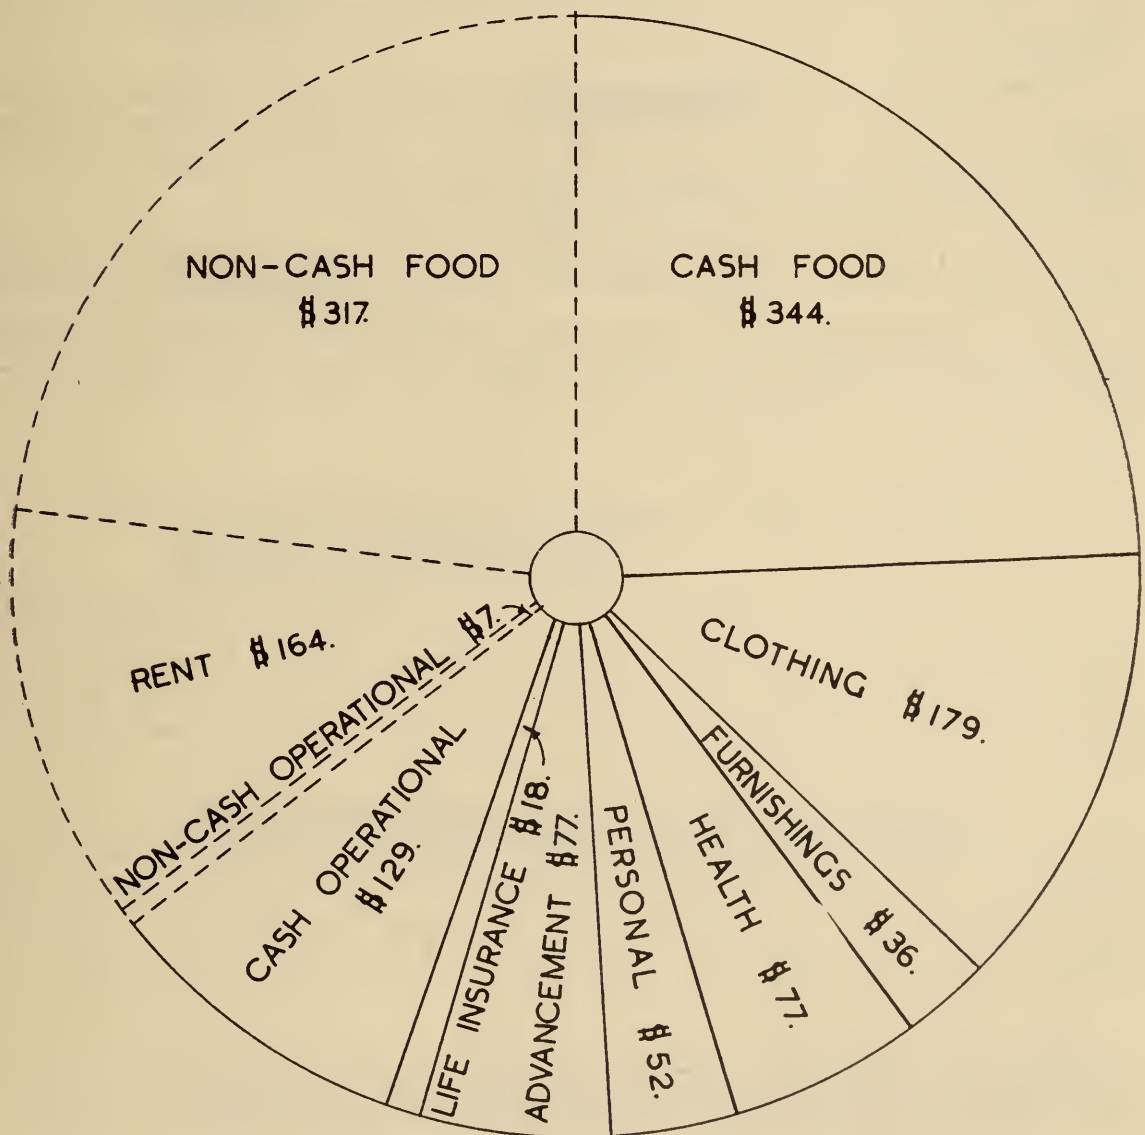 NON-CASH FOOD
$317.
CASH FOOD
$344.
RENT $164.
NON-CASH OPERATIONAL $7.
CASH OPERATIONAL
$129.
LIFE INSURANCE $18.
ADVANCEMENT $77.
PERSONAL $52.
HEALTH $77.
FURNISHINGS $36.
CLOTHING $179.